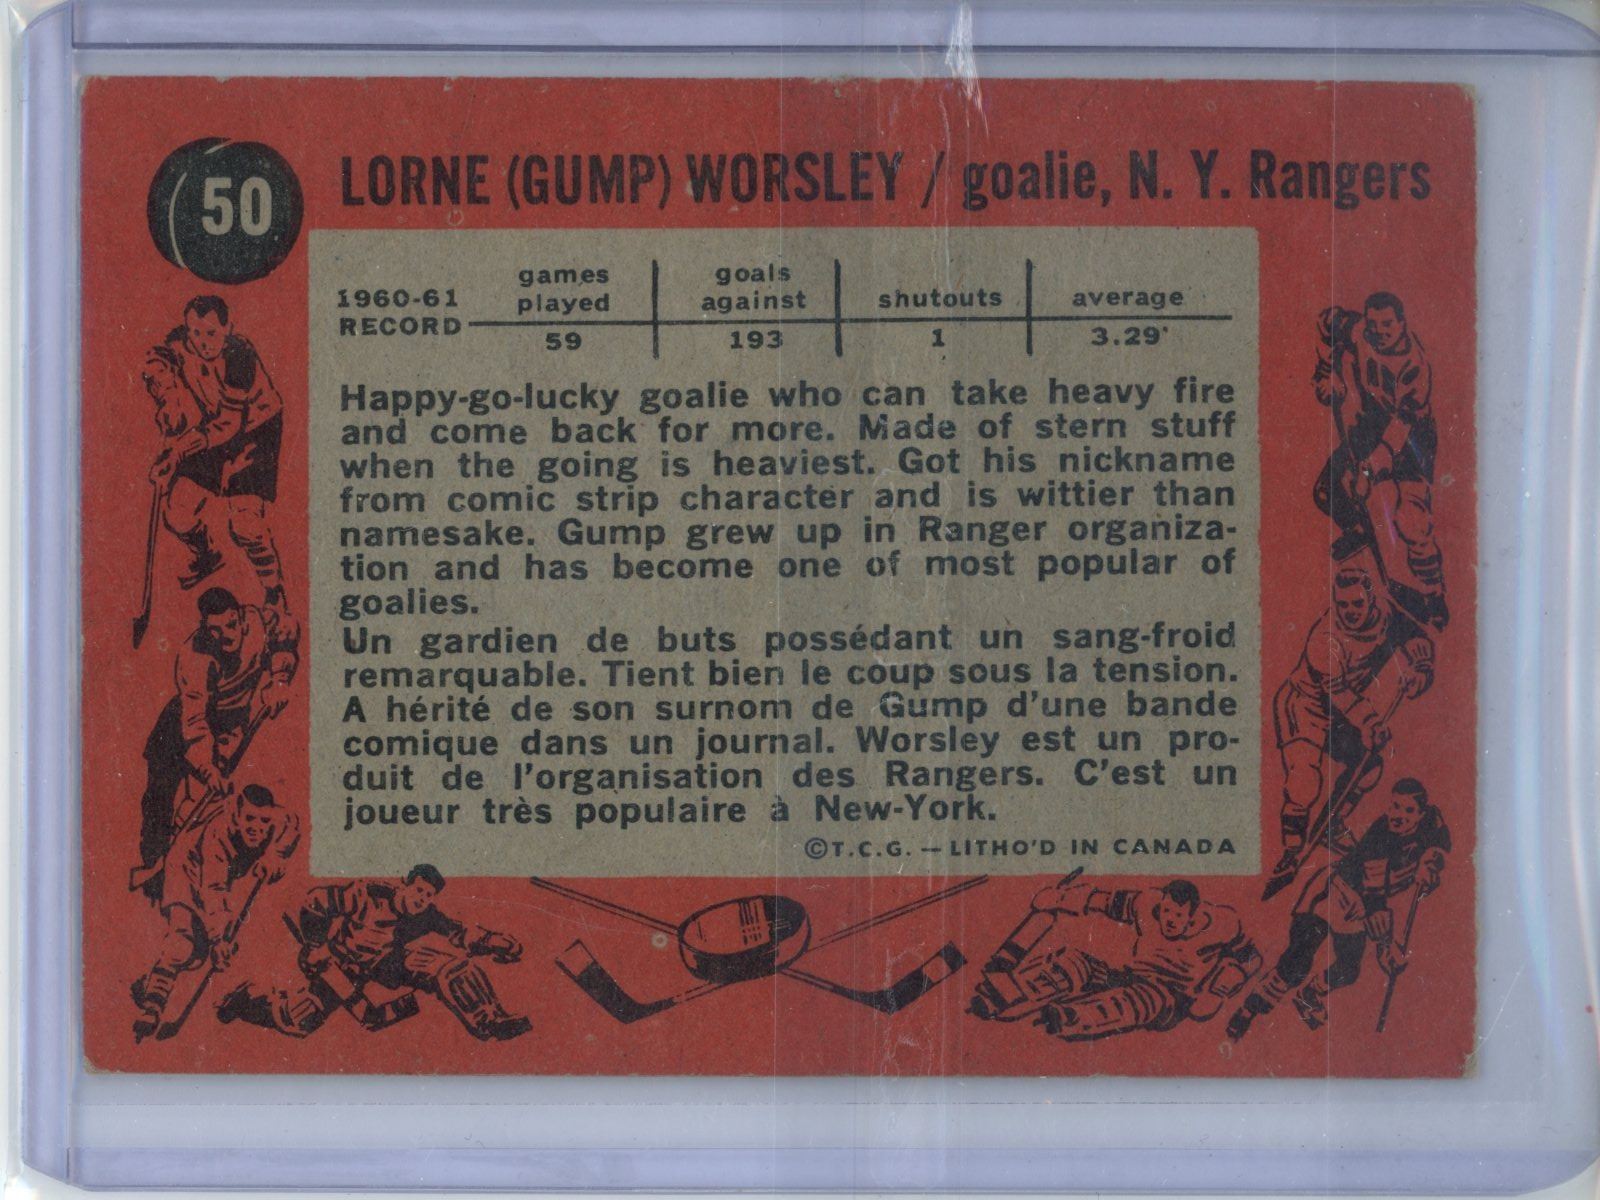 50
LORNE (GUMP) WORSLEY / goalie, N. Y. Rangers
1960-61 RECORD
games played | goals against | shutouts | average
59 | 193 | 1 | 3.29
Happy-go-lucky goalie who can take heavy fire
and come back for more. Made of stern stuff
when the going is heaviest. Got his nickname
from comic strip character and is wittier than
namesake. Gump grew up in Ranger organiza-
tion and has become one of most popular of
goalies.
Un gardien de buts possédant un sang-froid
remarquable. Tient bien le coup sous la tension.
A hérité de son surnom de Gump d'une bande
comique dans un journal. Worsley est un pro-
duit de l'organisation des Rangers. C'est un
joueur très populaire à New-York.
©T.C.G. — LITHO'D IN CANADA